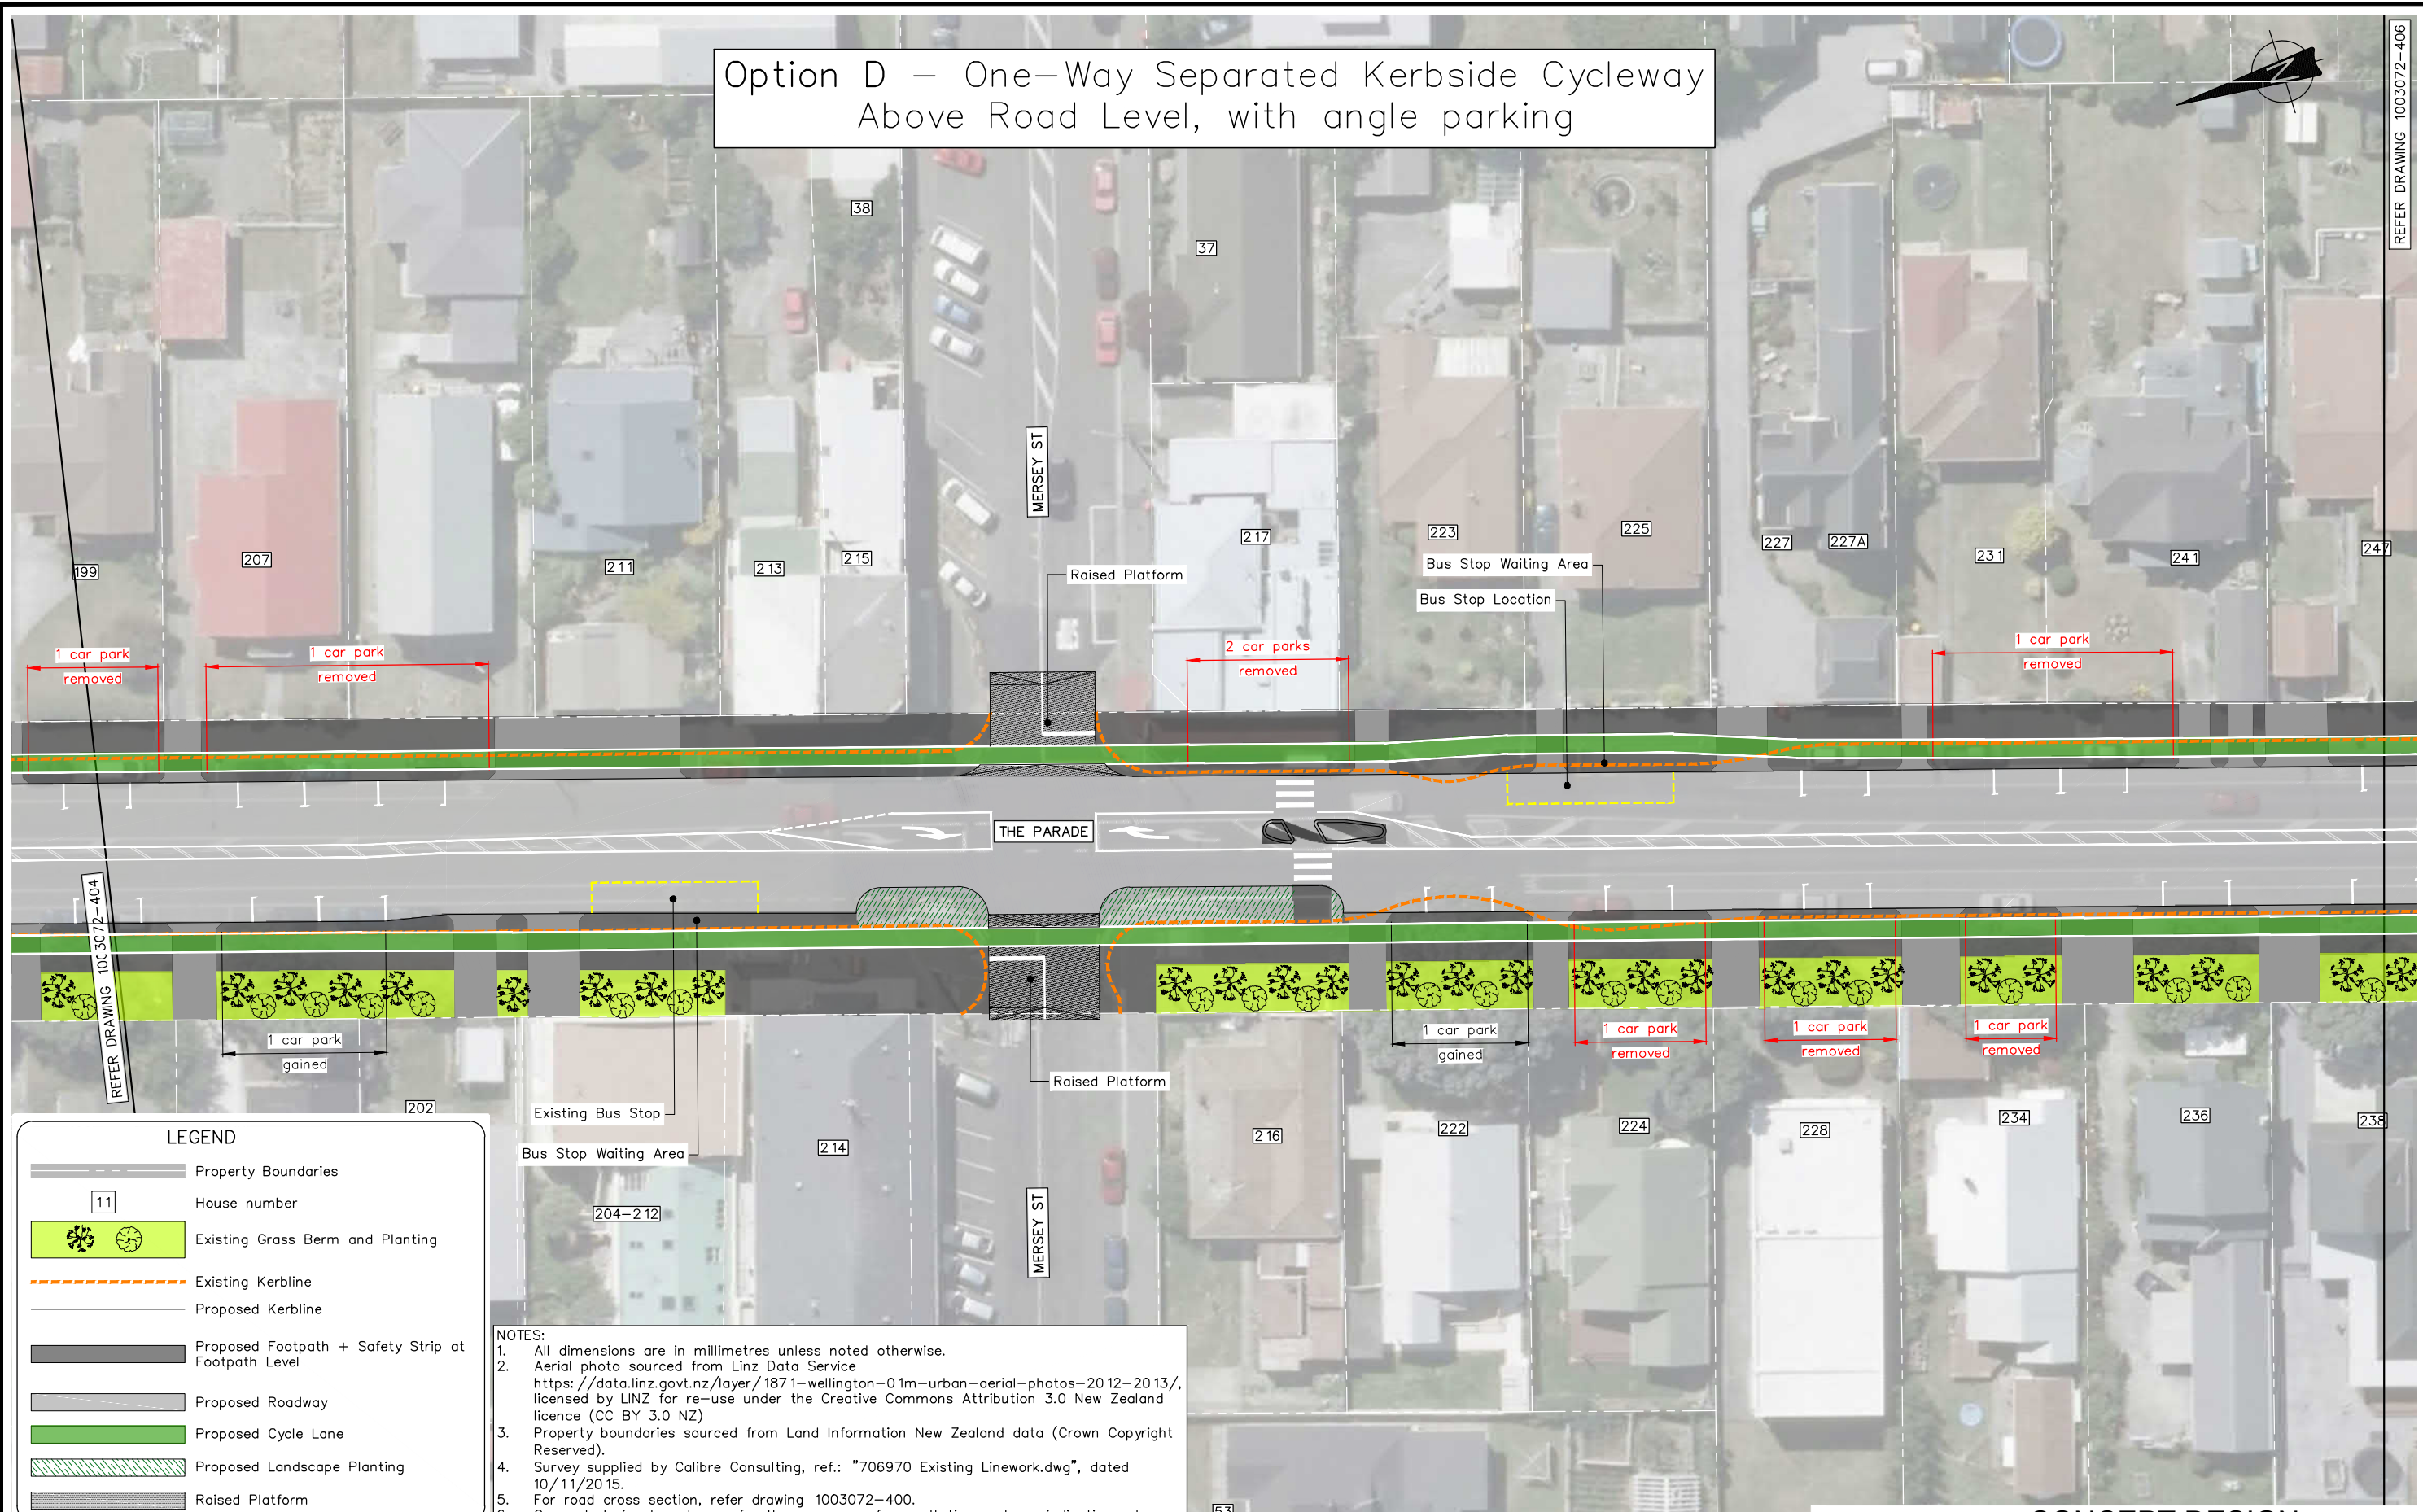 Option D – One–Way Separated Kerbside Cycleway
Above Road Level, with angle parking
REFER DRAWING 1003072–406
N
38
37
MERSEY ST
199
207
211
213
215
217
223
225
227
227A
231
241
247
Raised Platform
Bus Stop Waiting Area
Bus Stop Location
1 car park
removed
1 car park
removed
2 car parks
removed
1 car park
removed
THE PARADE
REFER DRAWING 1003072–404
1 car park
gained
1 car park
gained
1 car park
removed
1 car park
removed
1 car park
removed
Raised Platform
Existing Bus Stop
Bus Stop Waiting Area
202
204–212
214
MERSEY ST
216
222
224
228
234
236
238
53
LEGEND
Property Boundaries
11
House number
Existing Grass Berm and Planting
Existing Kerbline
Proposed Kerbline
Proposed Footpath + Safety Strip at
Footpath Level
Proposed Roadway
Proposed Cycle Lane
Proposed Landscape Planting
Raised Platform
NOTES:
1. All dimensions are in millimetres unless noted otherwise.
2. Aerial photo sourced from Linz Data Service
https://data.linz.govt.nz/layer/1871–wellington–01m–urban–aerial–photos–2012–2013/,
licensed by LINZ for re–use under the Creative Commons Attribution 3.0 New Zealand
licence (CC BY 3.0 NZ)
3. Property boundaries sourced from Land Information New Zealand data (Crown Copyright
Reserved).
4. Survey supplied by Calibre Consulting, ref.: "706970 Existing Linework.dwg", dated
10/11/2015.
5. For road cross section, refer drawing 1003072–400.
CONCEPT DESIGN